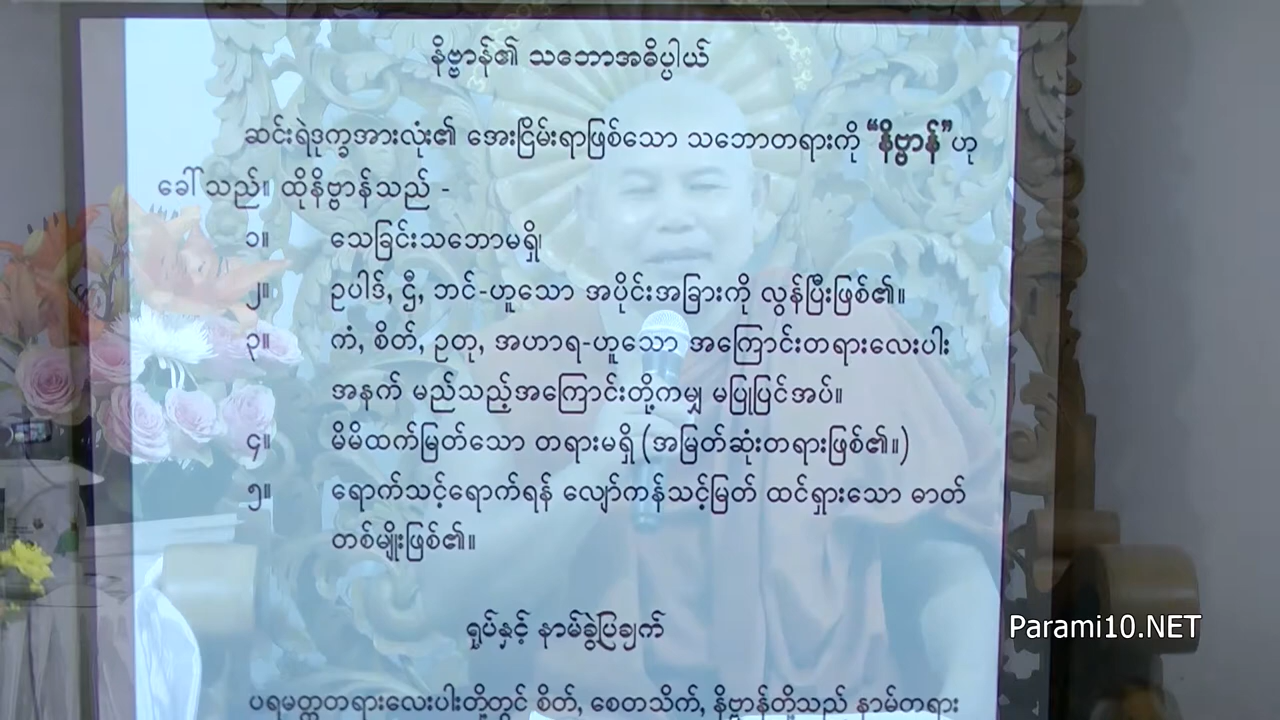 နိဗ္ဗာန်၏ သဘောအဓိပ္ပါယ်
ဆင်းရဲဒုက္ခအားလုံး၏ အေးငြိမ်းရာဖြစ်သော သဘောတရားကို “နိဗ္ဗာန်”ဟု
ခေါ်သည်။ ထိုနိဗ္ဗာန်သည် -
၁။ သေခြင်းသဘောမရှိ၊
၂။ ဥပါဒ်, ဌီ, ဘင်-ဟူသော အပိုင်းအခြားကို လွန်ပြီးဖြစ်၏။
၃။ ကံ, စိတ်, ဥတု, အဟာရ-ဟူသော အကြောင်းတရားလေးပါး
အနက် မည်သည့်အကြောင်းတို့ကမျှ မပြုပြင်အပ်။
၄။ မိမိထက်မြတ်သော တရားမရှိ (အမြတ်ဆုံးတရားဖြစ်၏။)
၅။ ရောက်သင့်ရောက်ရန် လျော်ကန်သင့်မြတ် ထင်ရှားသော ဓာတ်
တစ်မျိုးဖြစ်၏။
ရုပ်နှင့် နာမ်ခွဲပြချက်
ပရမတ္ထတရားလေးပါးတို့တွင် စိတ်, စေတသိက်, နိဗ္ဗာန်တို့သည် နာမ်တရား
Parami10.NET